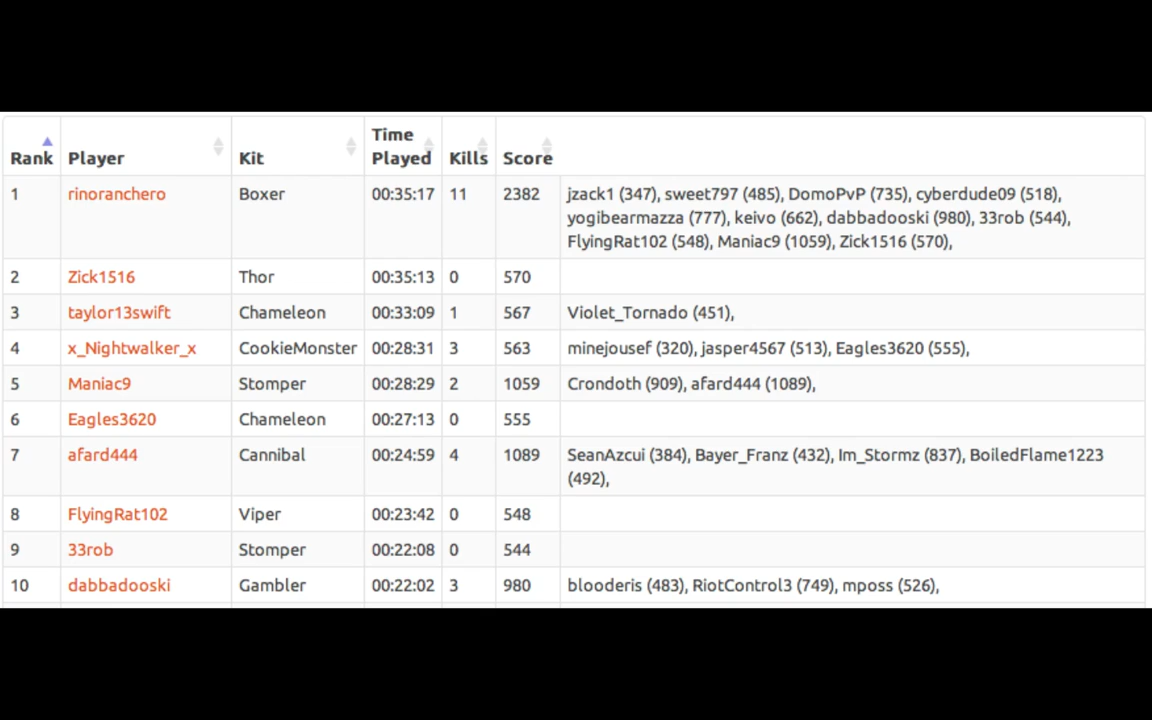 Rank Player Kit Time Played Kills Score
1 rinoranchero Boxer 00:35:17 11 2382 jzack1 (347), sweet797 (485), DomoPvP (735), cyberdude09 (518),
yogibearmazza (777), keivo (662), dabbadooski (980), 33rob (544),
FlyingRat102 (548), Maniac9 (1059), Zick1516 (570),
2 Zick1516 Thor 00:35:13 0 570
3 taylor13swift Chameleon 00:33:09 1 567 Violet_Tornado (451),
4 x_Nightwalker_x CookieMonster 00:28:31 3 563 minejousef (320), jasper4567 (513), Eagles3620 (555),
5 Maniac9 Stomper 00:28:29 2 1059 Crondoth (909), afard444 (1089),
6 Eagles3620 Chameleon 00:27:13 0 555
7 afard444 Cannibal 00:24:59 4 1089 SeanAzcui (384), Bayer_Franz (432), Im_Stormz (837), BoiledFlame1223
(492),
8 FlyingRat102 Viper 00:23:42 0 548
9 33rob Stomper 00:22:08 0 544
10 dabbadooski Gambler 00:22:02 3 980 blooderis (483), RiotControl3 (749), mposs (526),